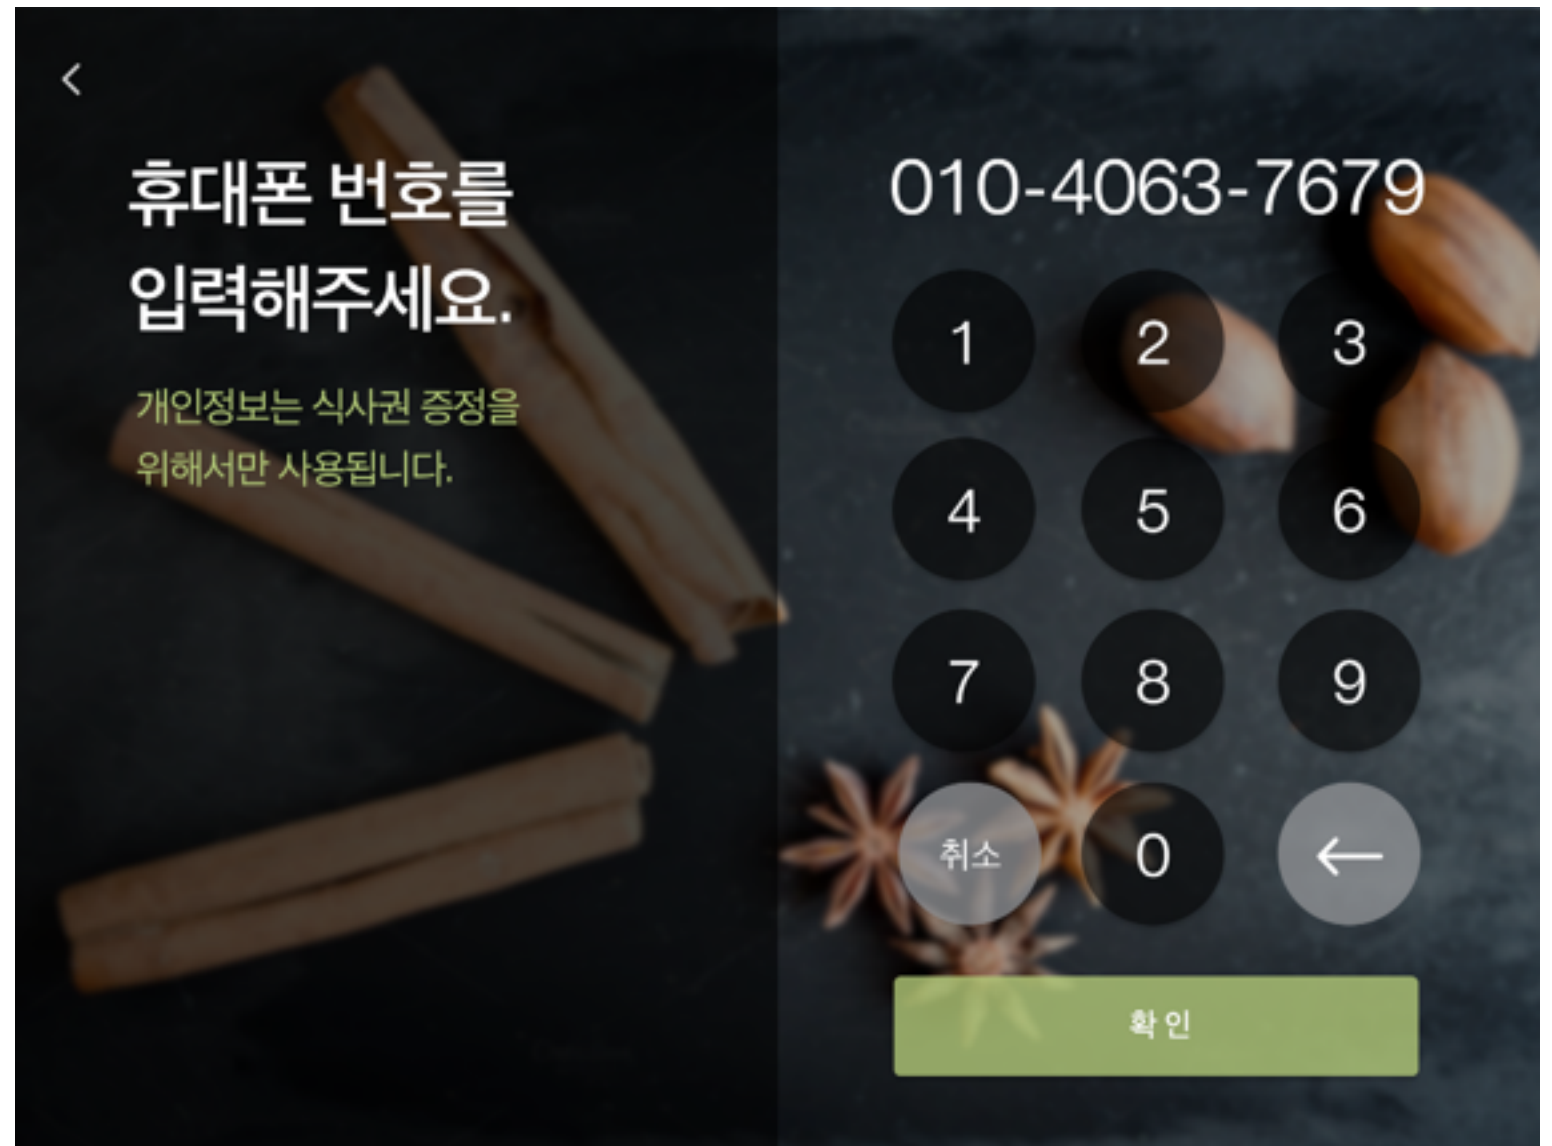 휴대폰 번호를
입력해주세요.
개인정보는 식사권 증정을
위해서만 사용됩니다.
010-4063-7679
1 2 3
4 5 6
7 8 9
취소 0 ←
확인